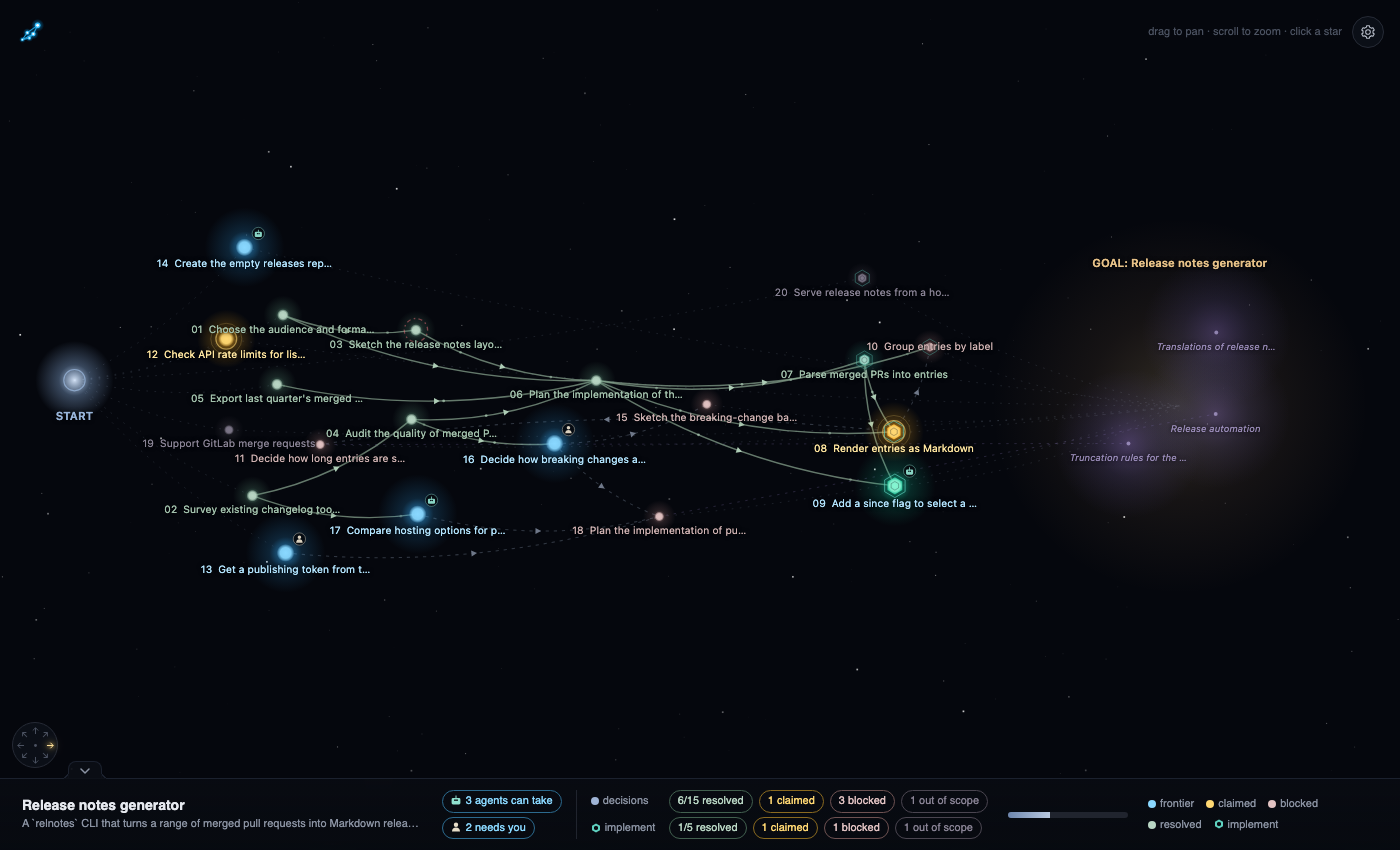 drag to pan · scroll to zoom · click a star
14 Create the empty releases rep...
GOAL: Release notes generator
20 Serve release notes from a ho...
01 Choose the audience and forma...
03 Sketch the release notes layo...
10 Group entries by label
Translations of release n...
12 Check API rate limits for lis...
07 Parse merged PRs into entries
START
05 Export last quarter's merged ...
06 Plan the implementation of th...
15 Sketch the breaking-change ba...
Release automation
19 Support GitLab merge requests
04 Audit the quality of merged P...
11 Decide how long entries are s...
16 Decide how breaking changes a...
08 Render entries as Markdown
Truncation rules for the ...
02 Survey existing changelog too...
09 Add a since flag to select a ...
17 Compare hosting options for p...
18 Plan the implementation of pu...
13 Get a publishing token from t...
Release notes generator
A `relnotes` CLI that turns a range of merged pull requests into Markdown relea...
3 agents can take
2 needs you
decisions
6/15 resolved
1 claimed
3 blocked
1 out of scope
implement
1/5 resolved
1 claimed
1 blocked
1 out of scope
frontier
claimed
blocked
resolved
implement